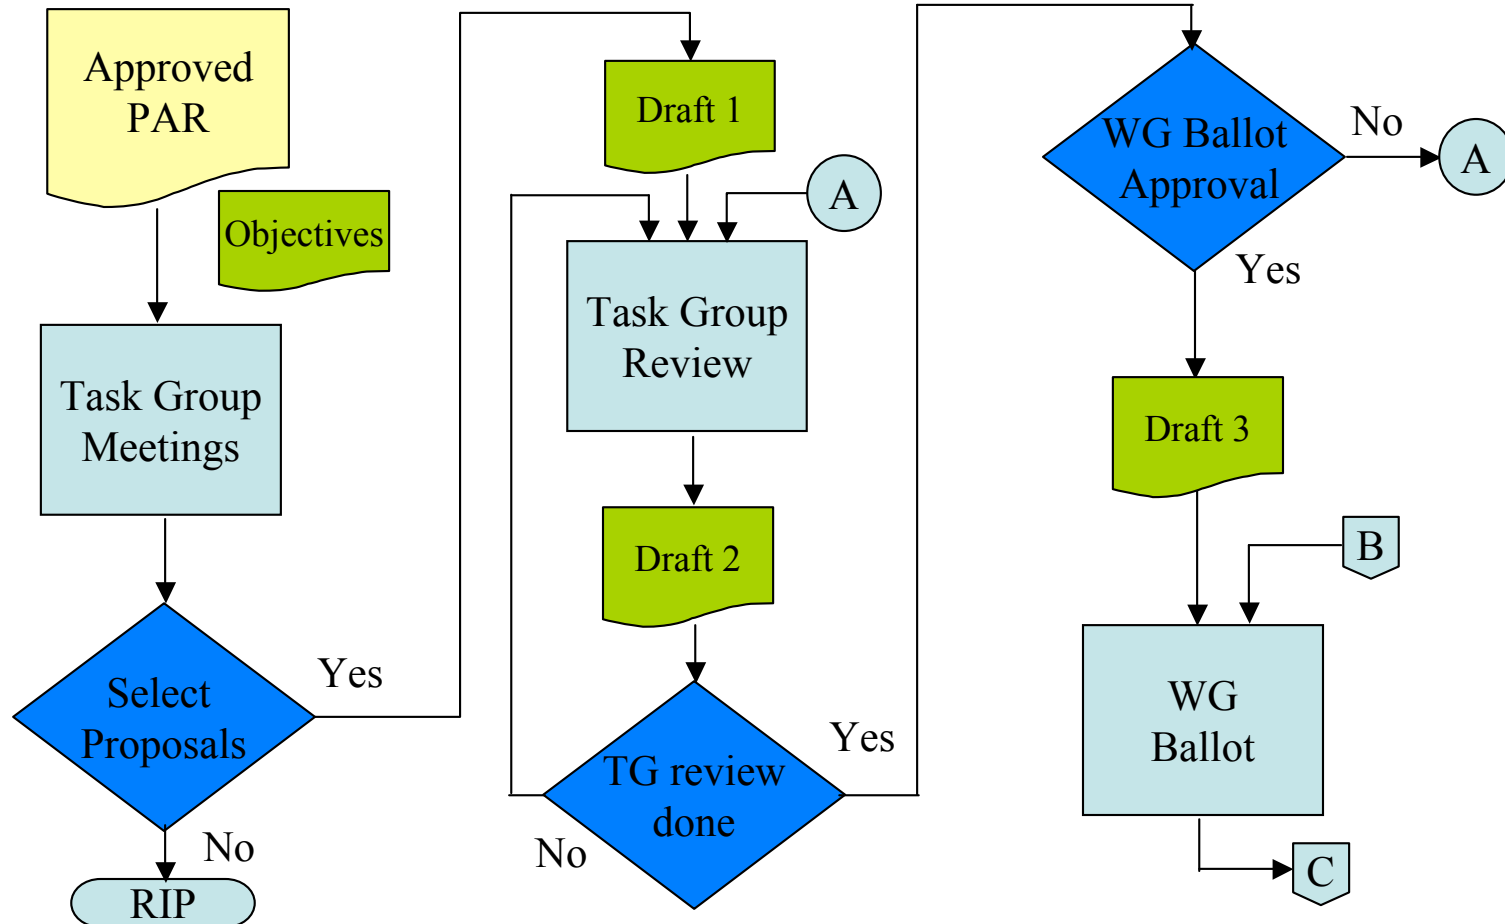 Approved
PAR
Objectives
Task Group
Meetings
Select
Proposals
Yes
No
RIP
Draft 1
A
Task Group
Review
Draft 2
TG review
done
Yes
No
WG Ballot
Approval
No
A
Yes
Draft 3
B
WG
Ballot
C